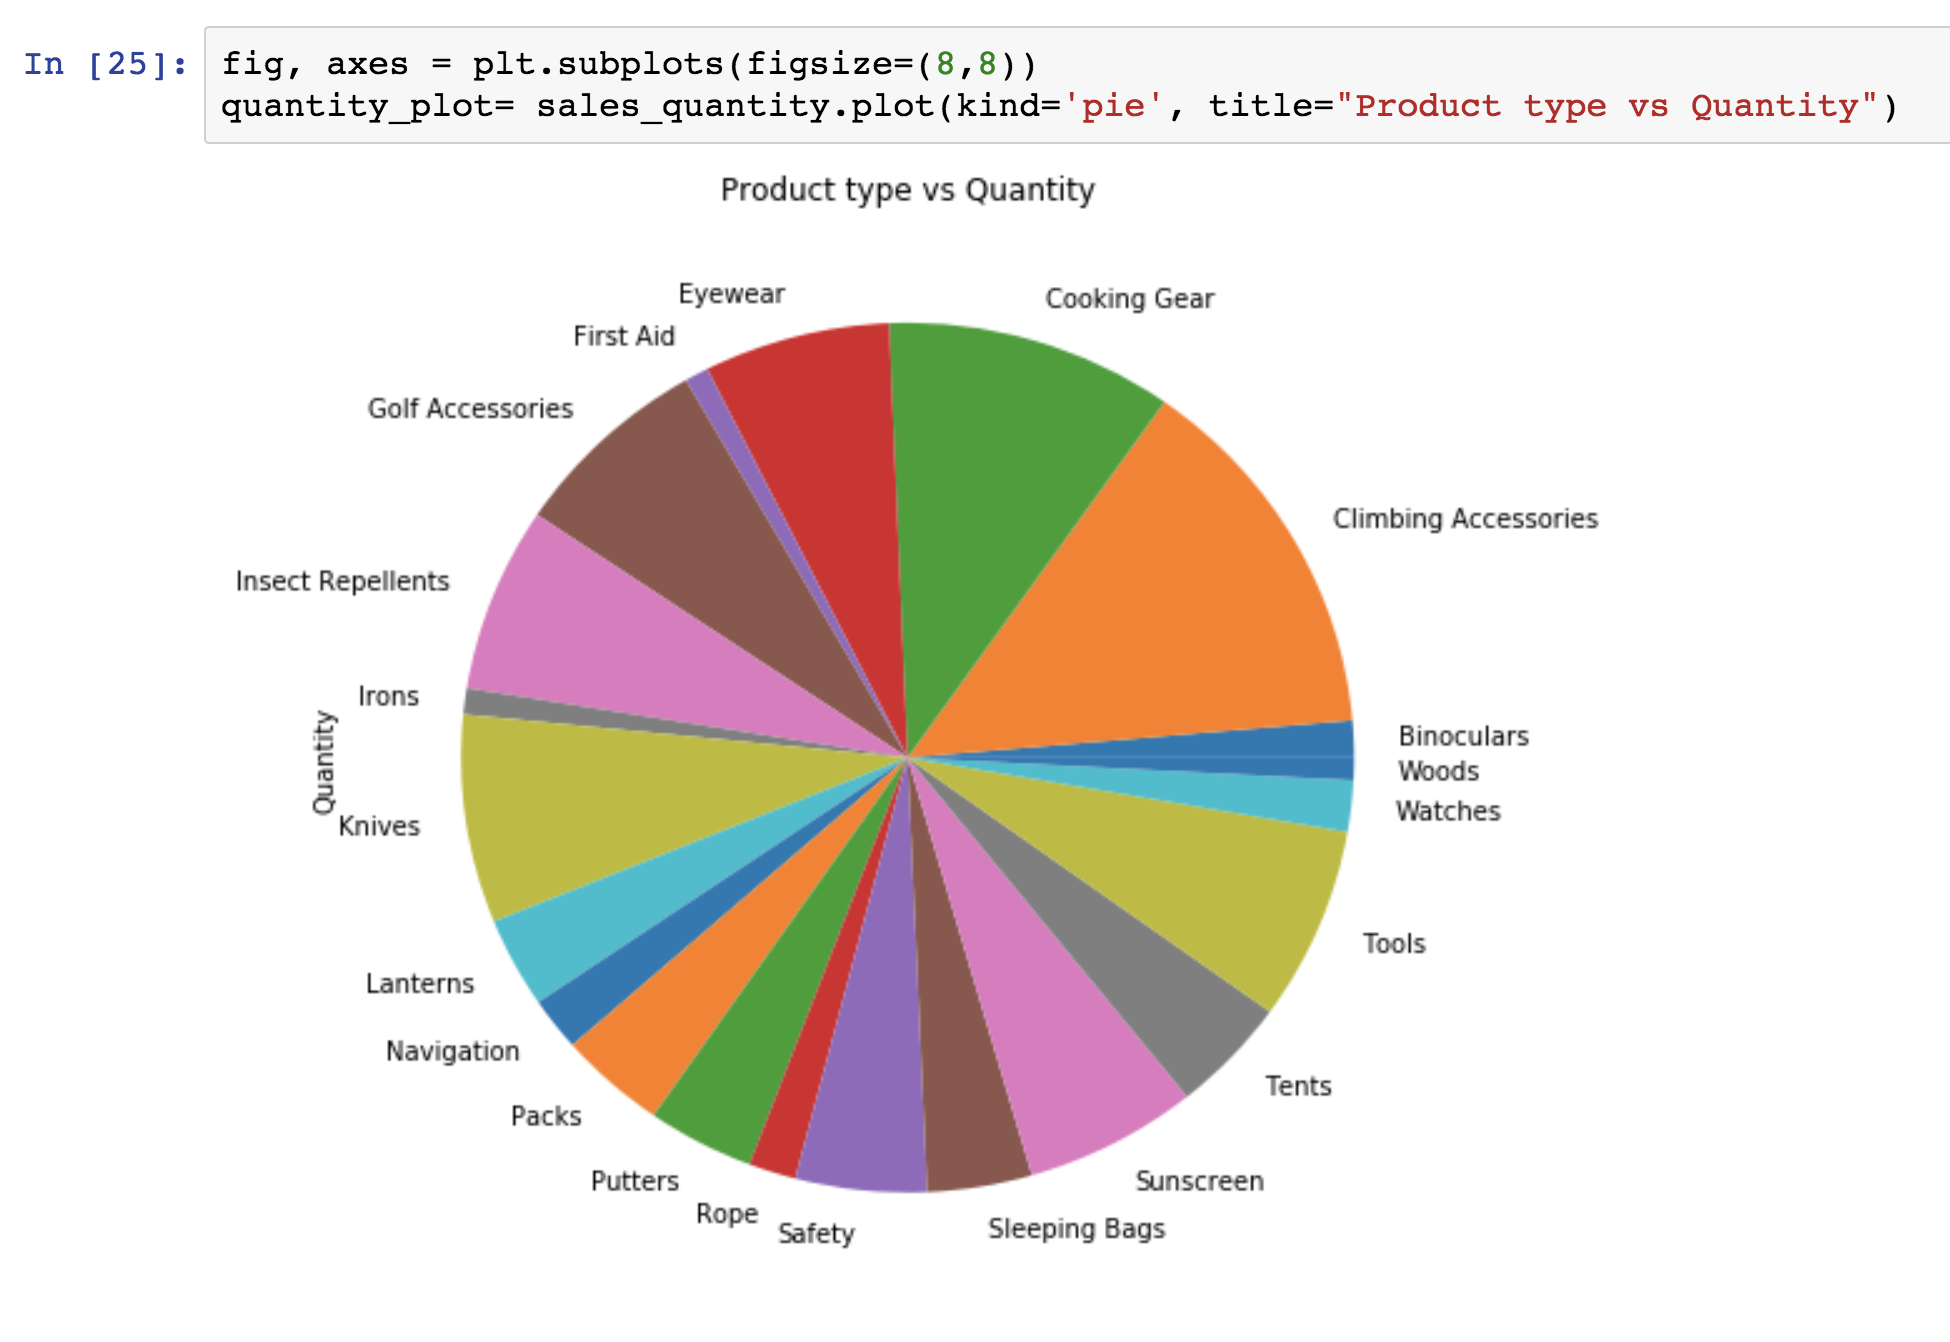 In [25]:
fig, axes = plt.subplots(figsize=(8,8))
quantity_plot= sales_quantity.plot(kind='pie', title="Product type vs Quantity")
Product type vs Quantity
Eyewear
Cooking Gear
First Aid
Golf Accessories
Climbing Accessories
Insect Repellents
Irons
Quantity
Binoculars
Woods
Watches
Knives
Tools
Lanterns
Navigation
Tents
Packs
Putters
Sunscreen
Rope
Safety
Sleeping Bags